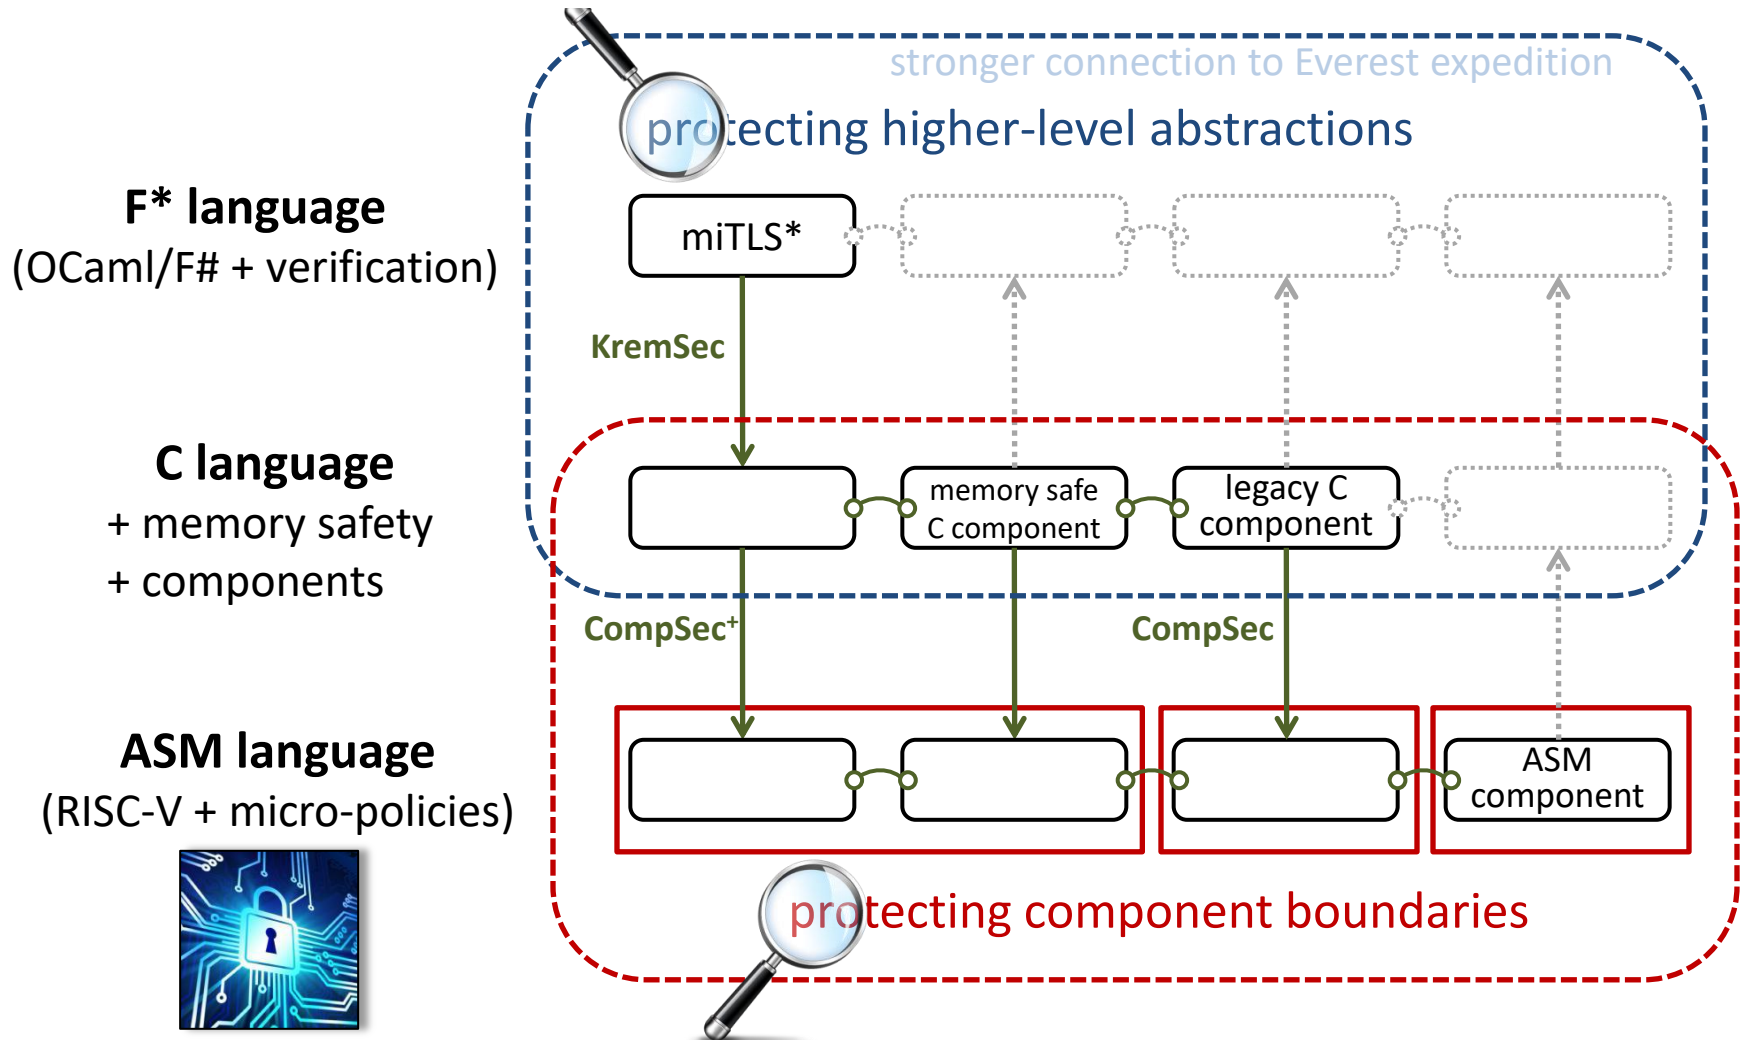 stronger connection to Everest expedition
protecting higher-level abstractions
F* language
(OCaml/F# + verification)
miTLS*
KremSec
C language
+ memory safety
+ components
memory safe
C component
legacy C
component
CompSec+
CompSec
ASM language
(RISC-V + micro-policies)
ASM
component
protecting component boundaries